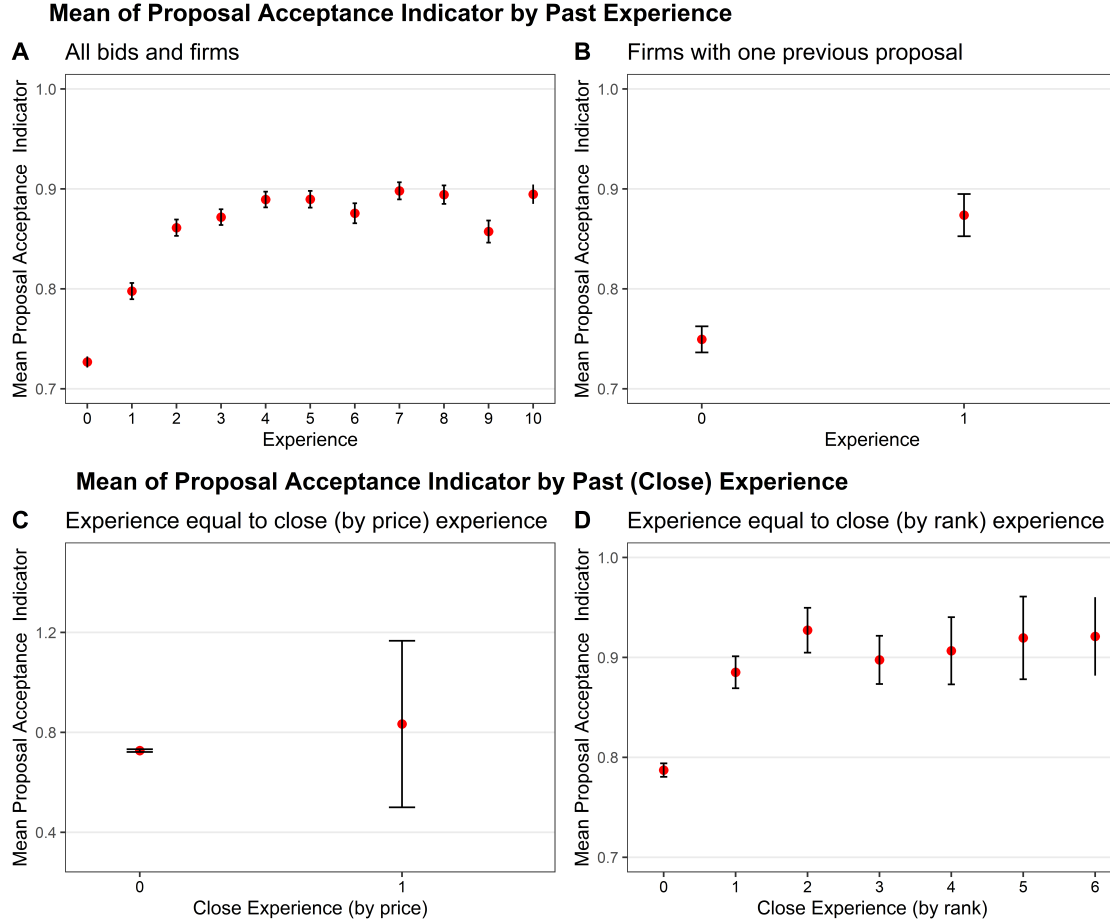 Mean of Proposal Acceptance Indicator by Past Experience
A All bids and firms
Mean Proposal Acceptance  Indicator
1.0
0.9
0.8
0.7
0 1 2 3 4 5 6 7 8 9 10
Experience
B Firms with one previous proposal
Mean Proposal Acceptance  Indicator
1.0
0.9
0.8
0.7
0 1
Experience
Mean of Proposal Acceptance Indicator by Past (Close) Experience
C Experience equal to close (by price) experience
Mean Proposal Acceptance  Indicator
1.2
0.8
0.4
0 1
Close Experience (by price)
D Experience equal to close (by rank) experience
Mean Proposal Acceptance  Indicator
1.0
0.9
0.8
0.7
0 1 2 3 4 5 6
Close Experience (by rank)